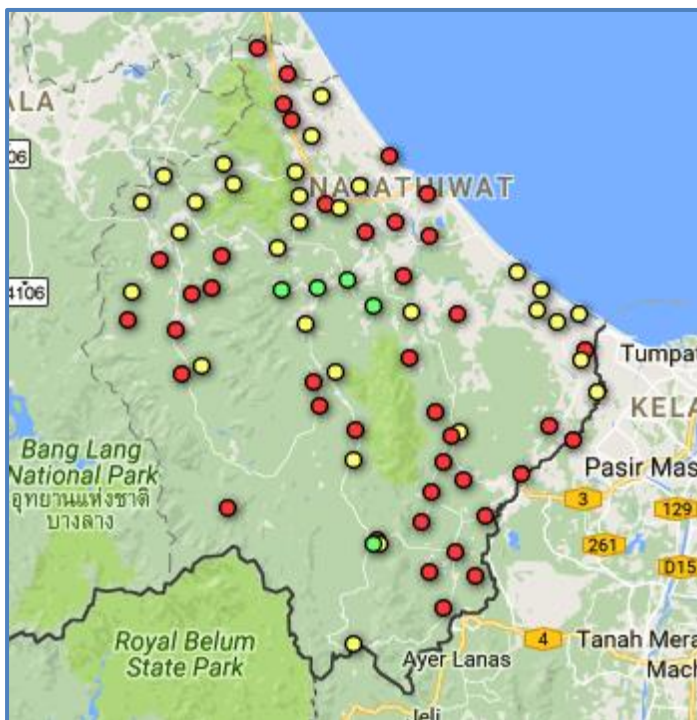 ALA
06
NARATHIWAT
4106
Tumpat
KELA
Bang Lang
National Park
อุทยานแห่งชาติ
บางลาง
Pasir Mas
3
129
261
D15
Royal Belum
State Park
4
Tanah Mera
Ayer Lanas
Mach
Jeli